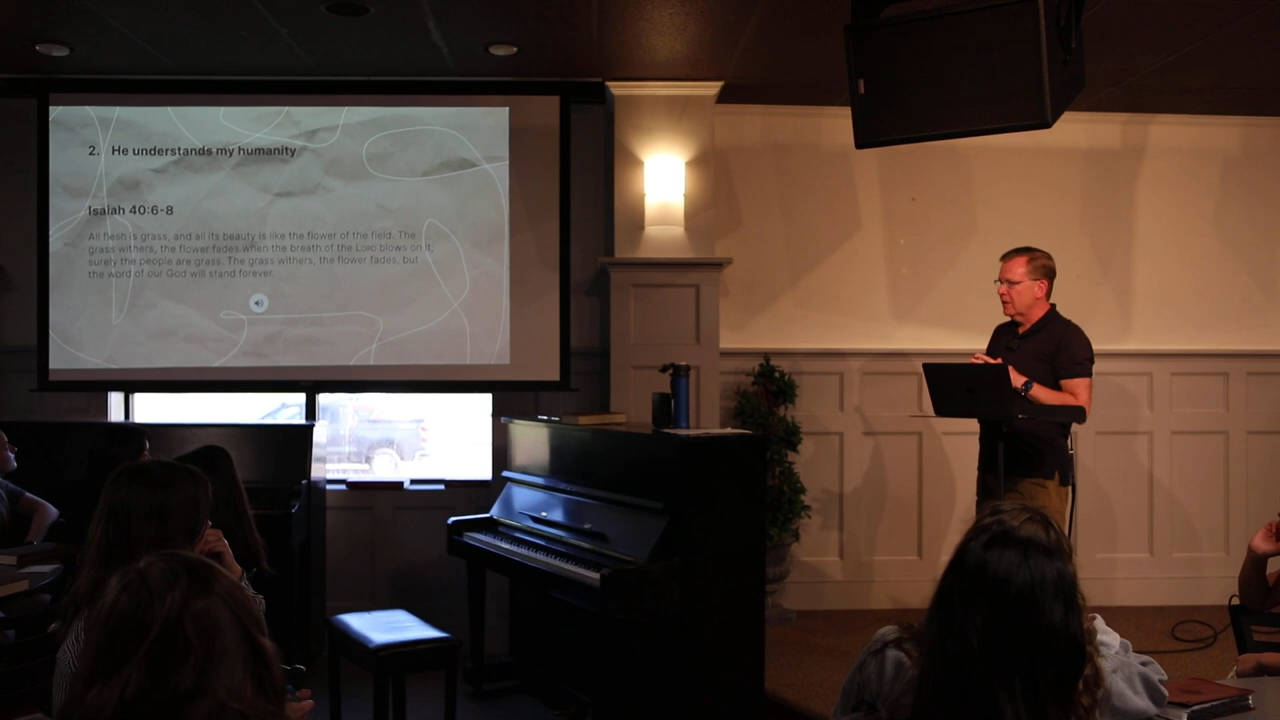 2. He understands my humanity
Isaiah 40:6-8
All flesh is grass, and all its beauty is like the flower of the field. The
grass withers, the flower fades when the breath of the LORD blows on it;
surely the people are grass. The grass withers, the flower fades, but
the word of our God will stand forever.